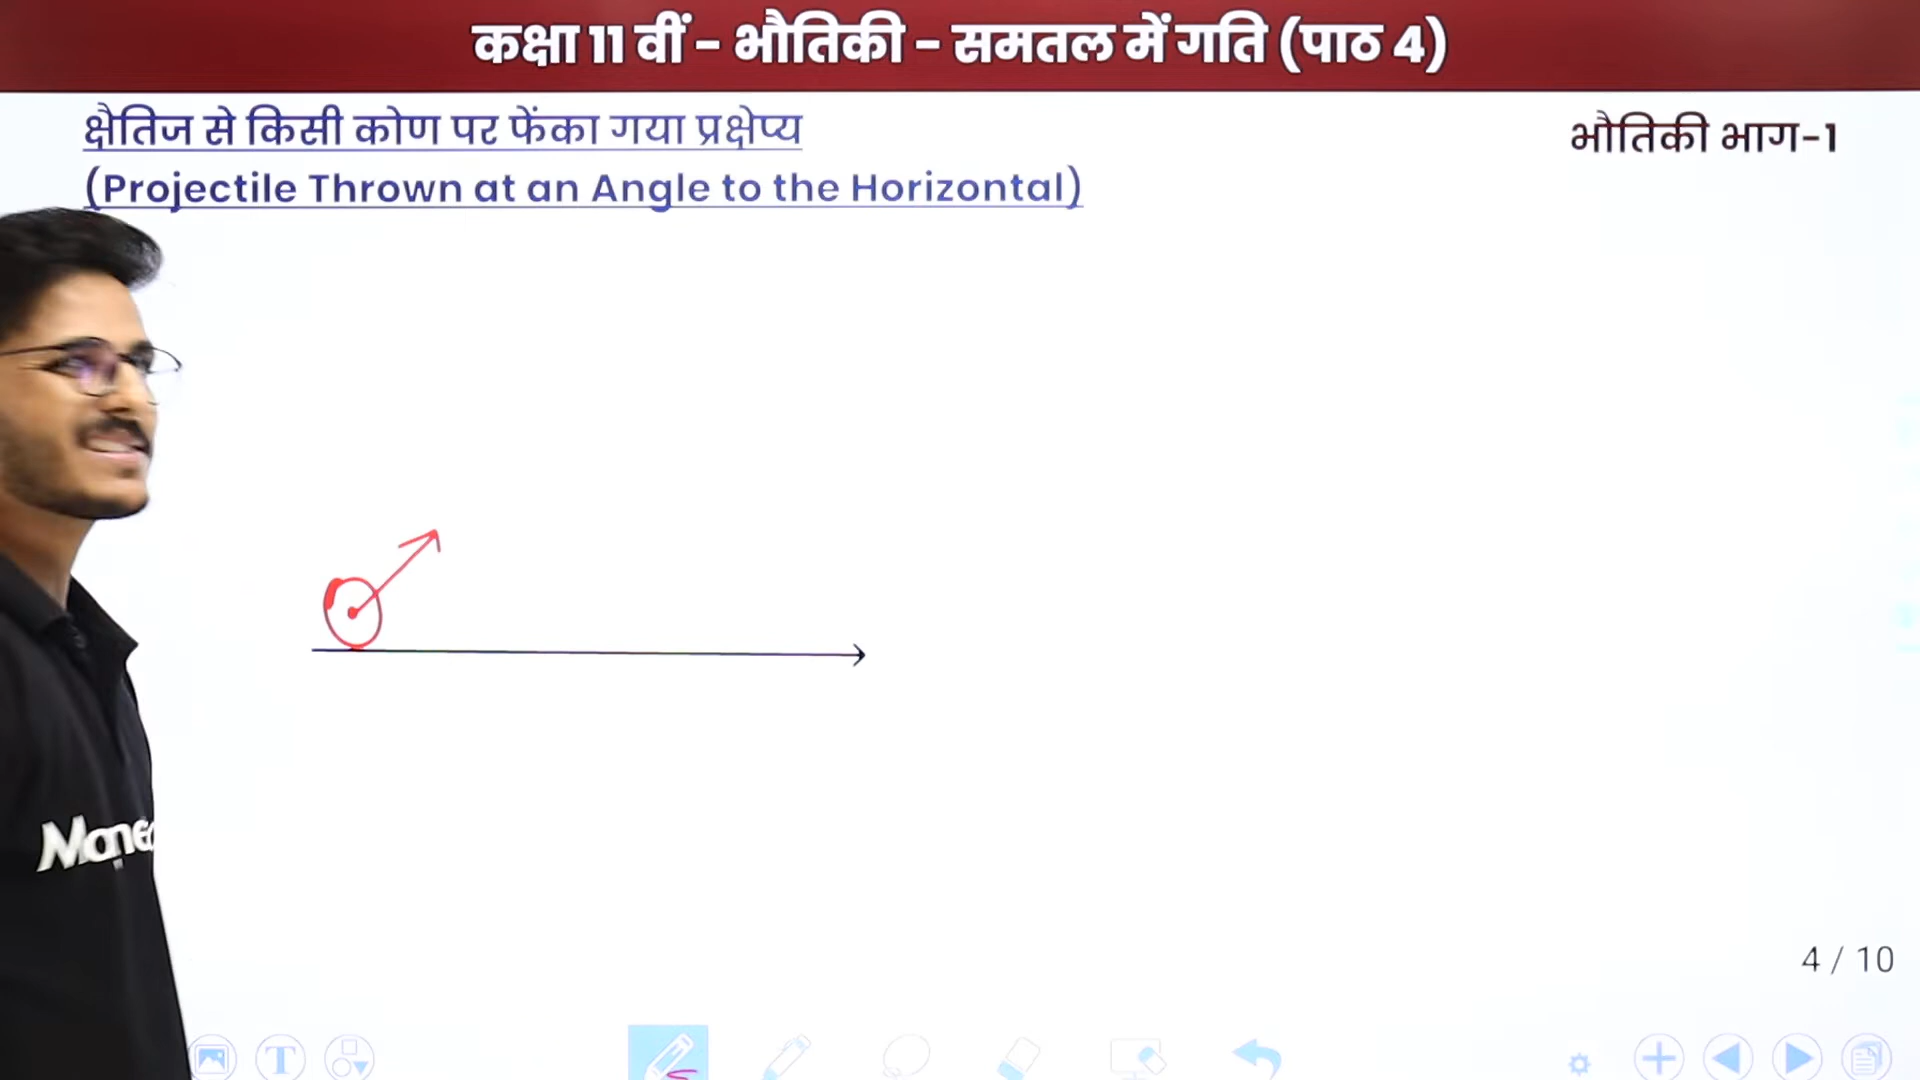 कक्षा 11 वीं - भौतिकी - समतल में गति (पाठ 4)
क्षैतिज से किसी कोण पर फेंका गया प्रक्षेप्य
भौतिकी भाग-1
(Projectile Thrown at an Angle to the Horizontal)
4 / 10
T